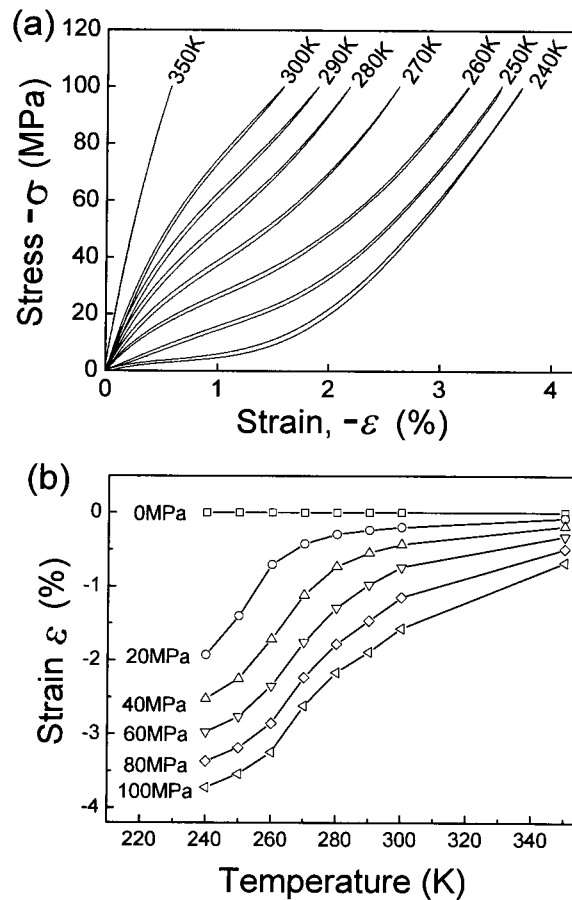 (a)
120
100
80
60
40
20
0
Stress -σ (MPa)
350K
300K
290K
280K
270K
260K
250K
240K
0 1 2 3 4
Strain, -ε (%)
(b)
0
-1
-2
-3
-4
Strain ε (%)
0MPa
20MPa
40MPa
60MPa
80MPa
100MPa
220 240 260 280 300 320 340
Temperature (K)